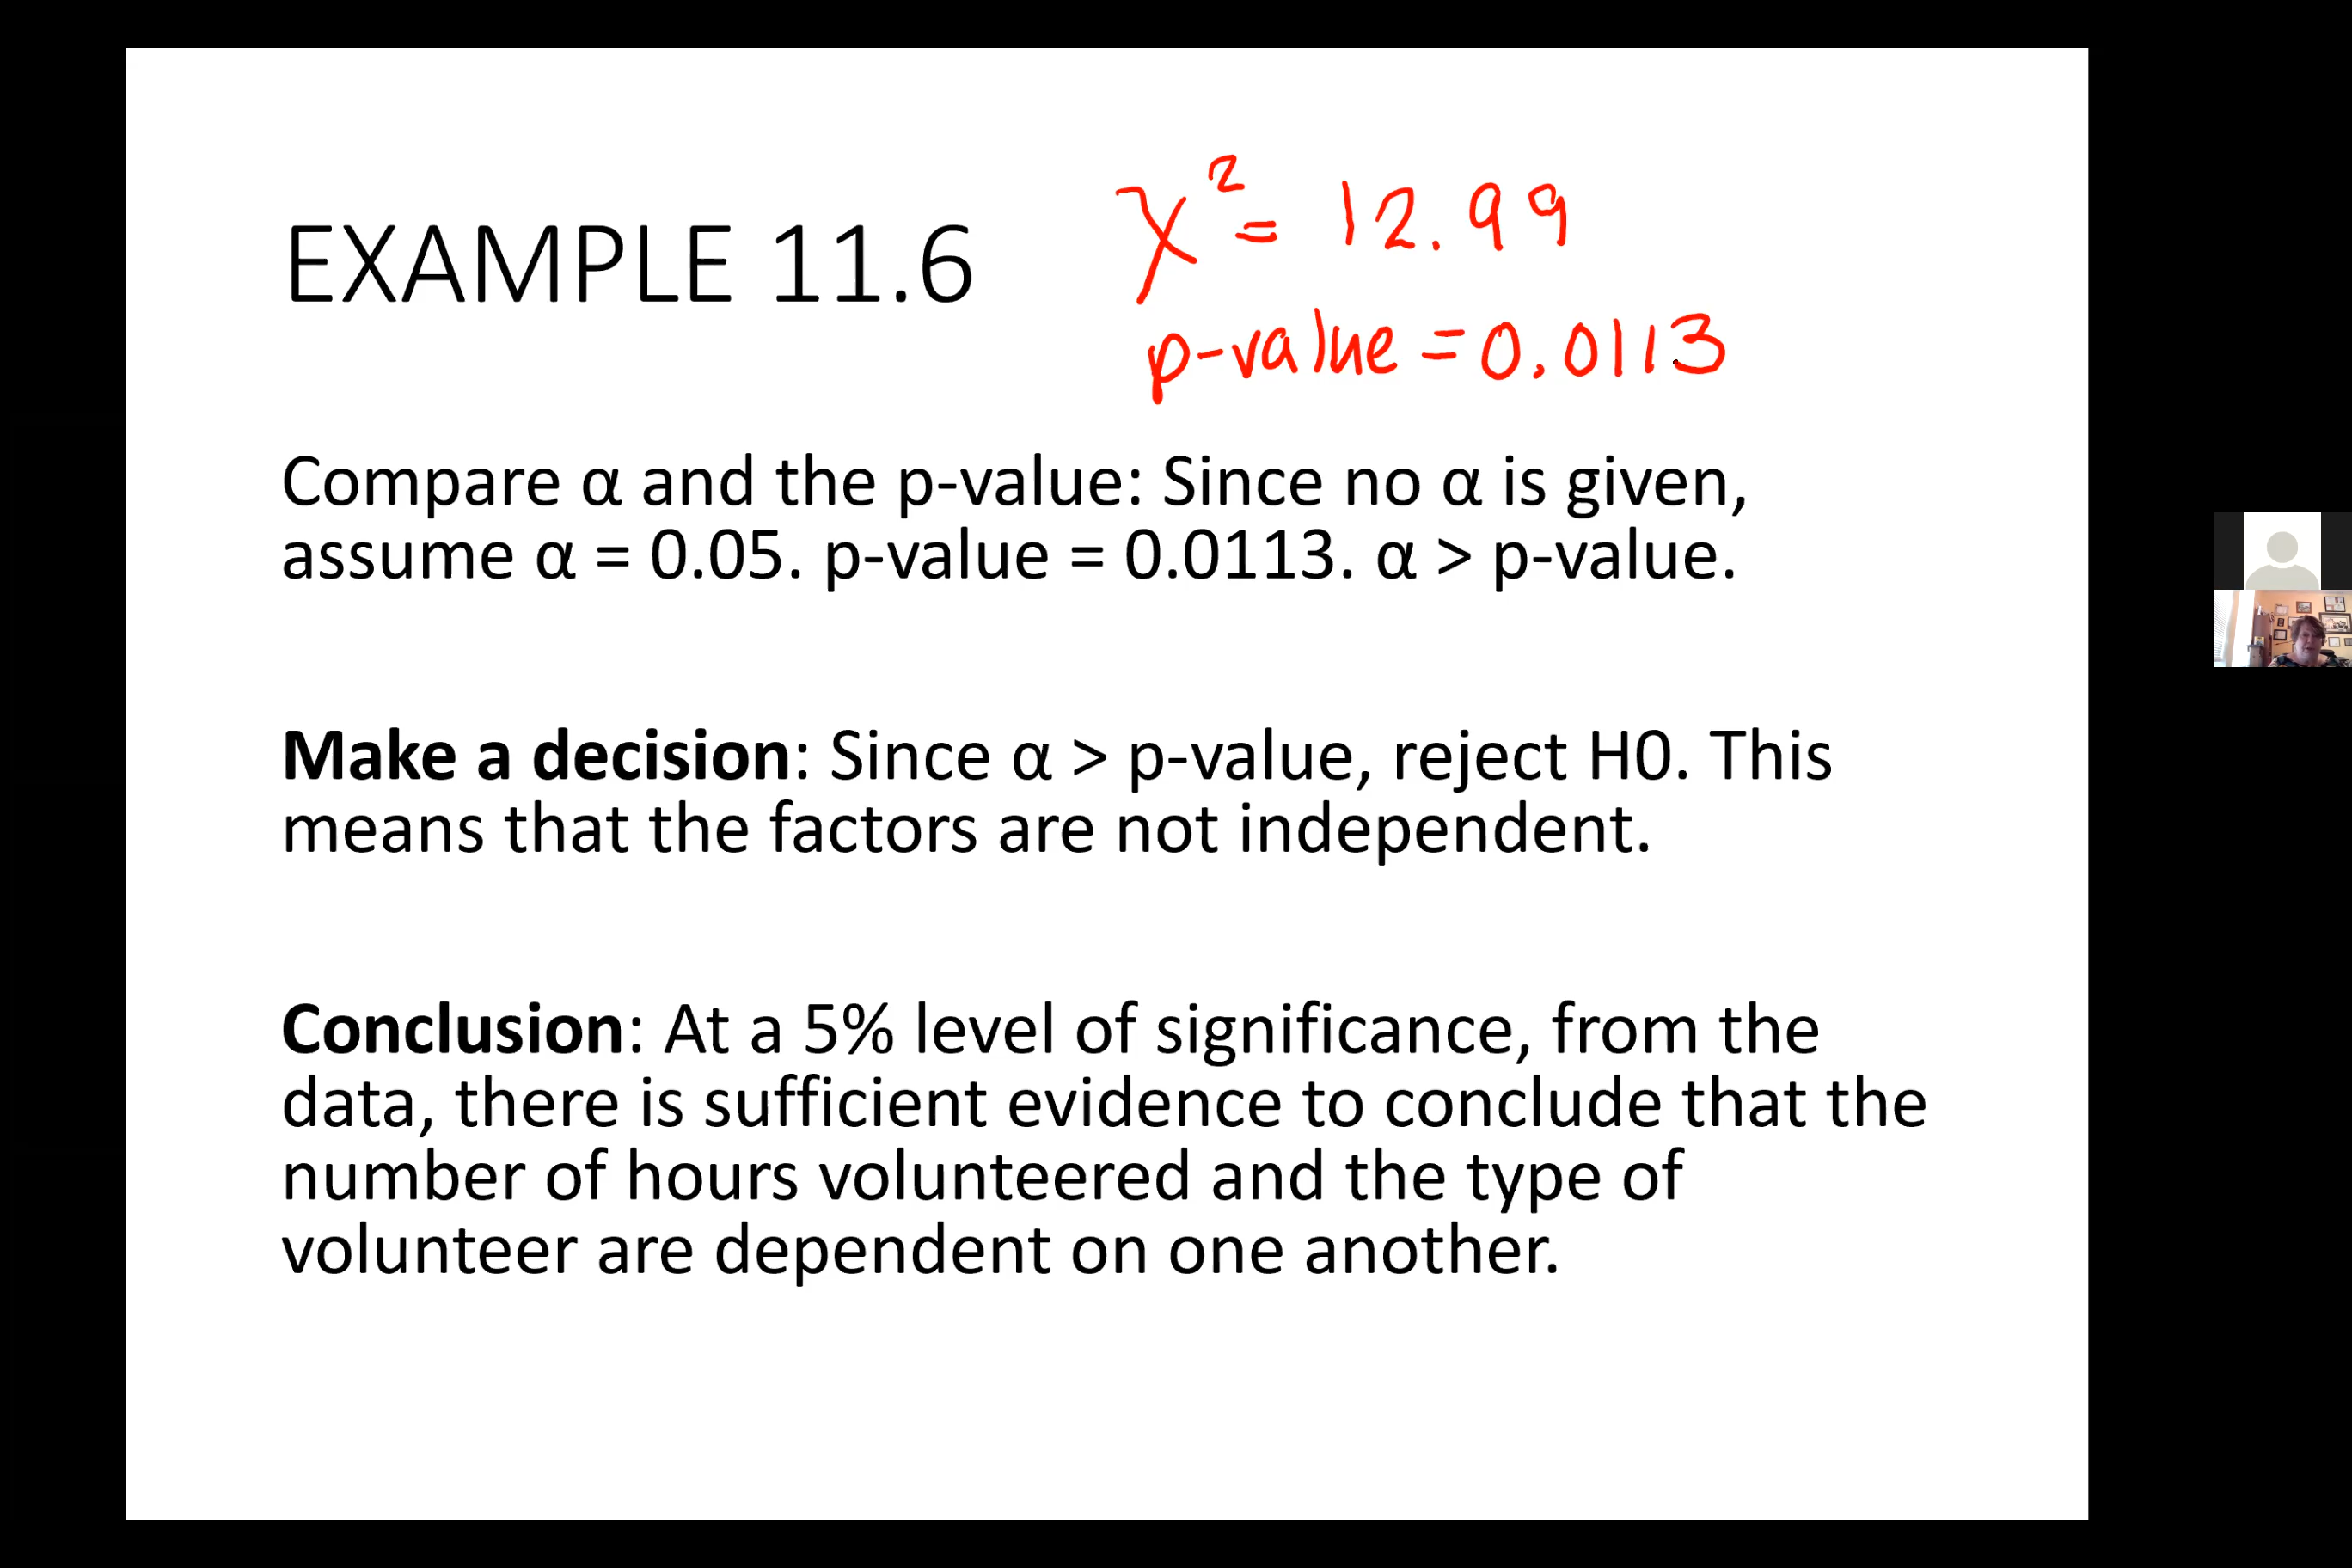 EXAMPLE 11.6
χ² = 12.99
p-value = 0.0113
Compare α and the p-value: Since no α is given,
assume α = 0.05. p-value = 0.0113. α > p-value.
Make a decision: Since α > p-value, reject H0. This
means that the factors are not independent.
Conclusion: At a 5% level of significance, from the
data, there is sufficient evidence to conclude that the
number of hours volunteered and the type of
volunteer are dependent on one another.